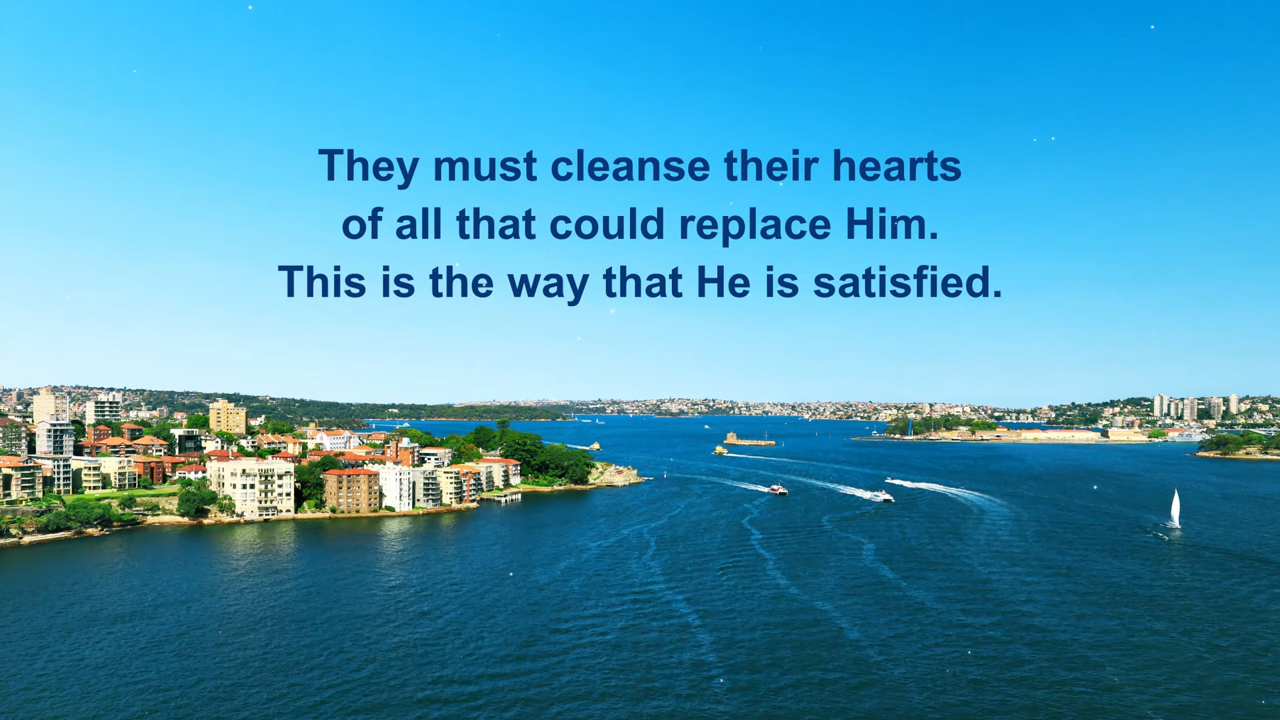 They must cleanse their hearts
of all that could replace Him.
This is the way that He is satisfied.